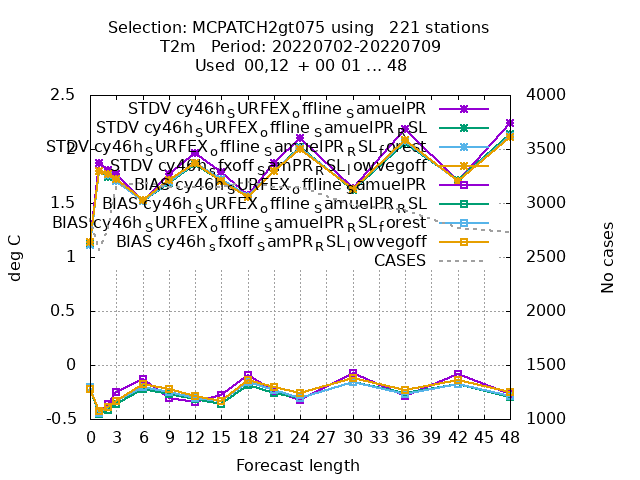 Selection: MCPATCH2gt075 using   221 stations
T2m   Period: 20220702-20220709
Used  00,12  + 00 01 ... 48
2.5
2
1.5
1
0.5
0
-0.5
4000
3500
3000
2500
2000
1500
1000
deg C
No cases
STDV cy46h_SURFEX_offline_samuelPR
STDV cy46h_SURFEX_offline_samuelPR_RSL
STDV cy46h_SURFEX_offline_samuelPR_RSL_forest
STDV cy46h_sfxoff_samPR_RSL_lowvegoff
BIAS cy46h_SURFEX_offline_samuelPR
BIAS cy46h_SURFEX_offline_samuelPR_RSL
BIAS cy46h_SURFEX_offline_samuelPR_RSL_forest
BIAS cy46h_sfxoff_samPR_RSL_lowvegoff
CASES
0 3 6 9 12 15 18 21 24 27 30 33 36 39 42 45 48
Forecast length